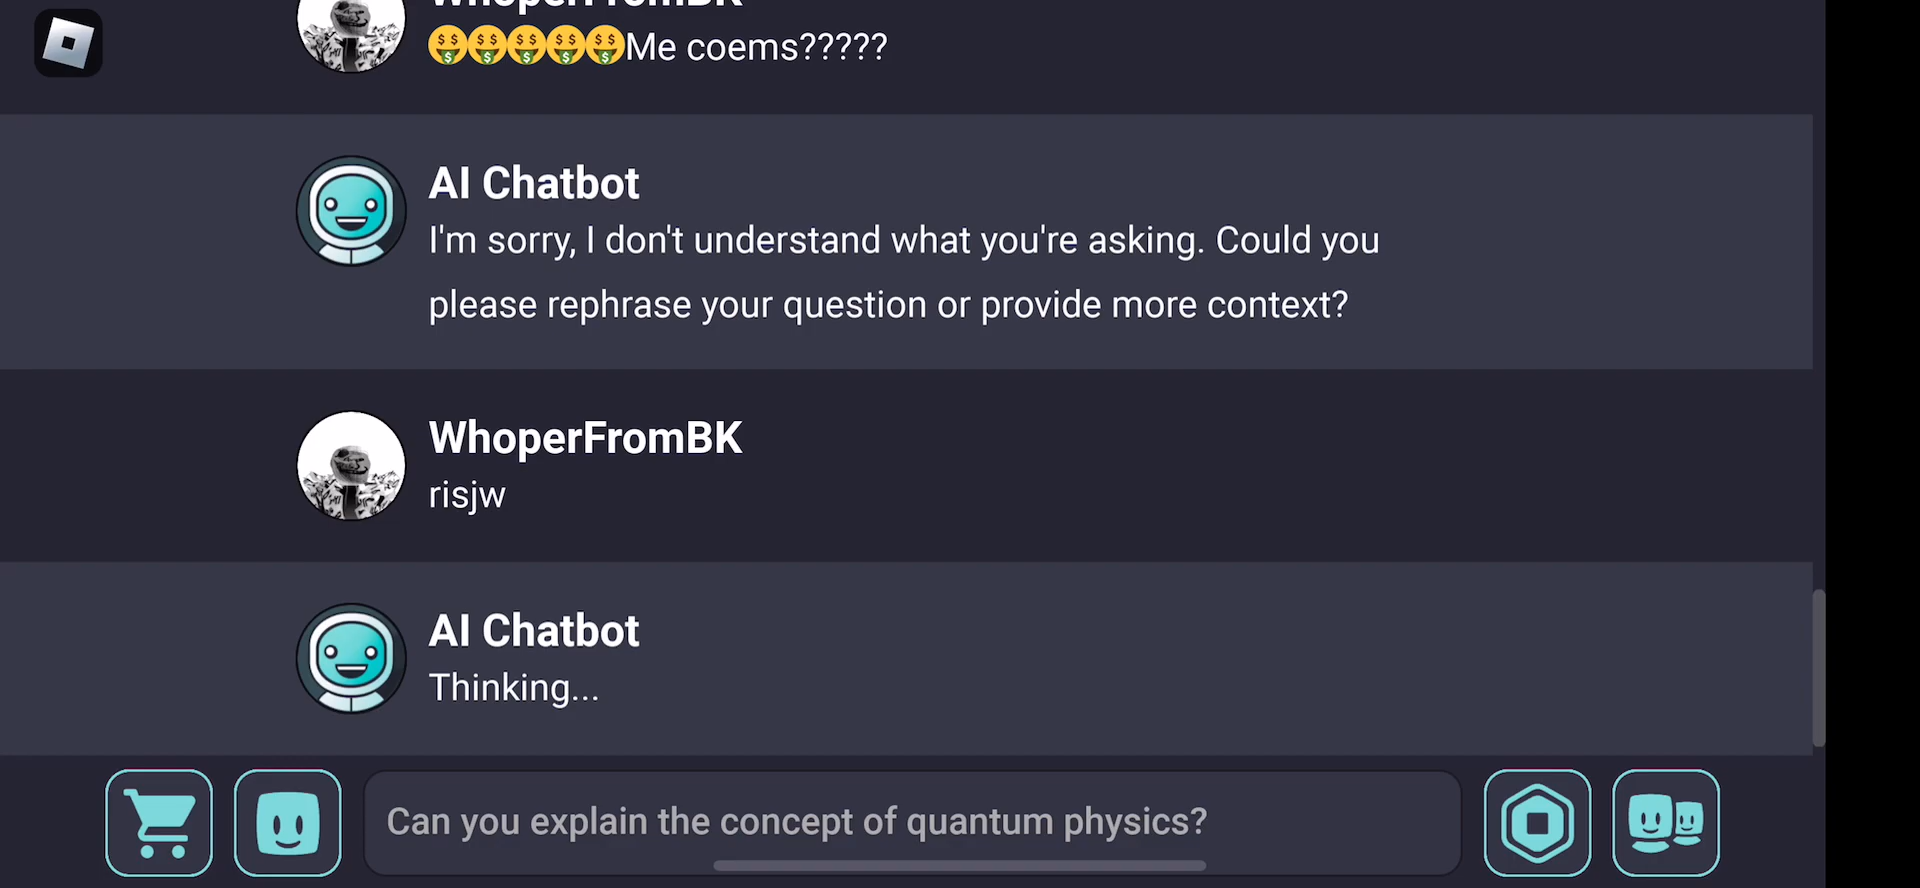 WhoperFromBK
🤑🤑🤑🤑🤑Me coems?????
AI Chatbot
I'm sorry, I don't understand what you're asking. Could you
please rephrase your question or provide more context?
WhoperFromBK
risjw
AI Chatbot
Thinking...
Can you explain the concept of quantum physics?